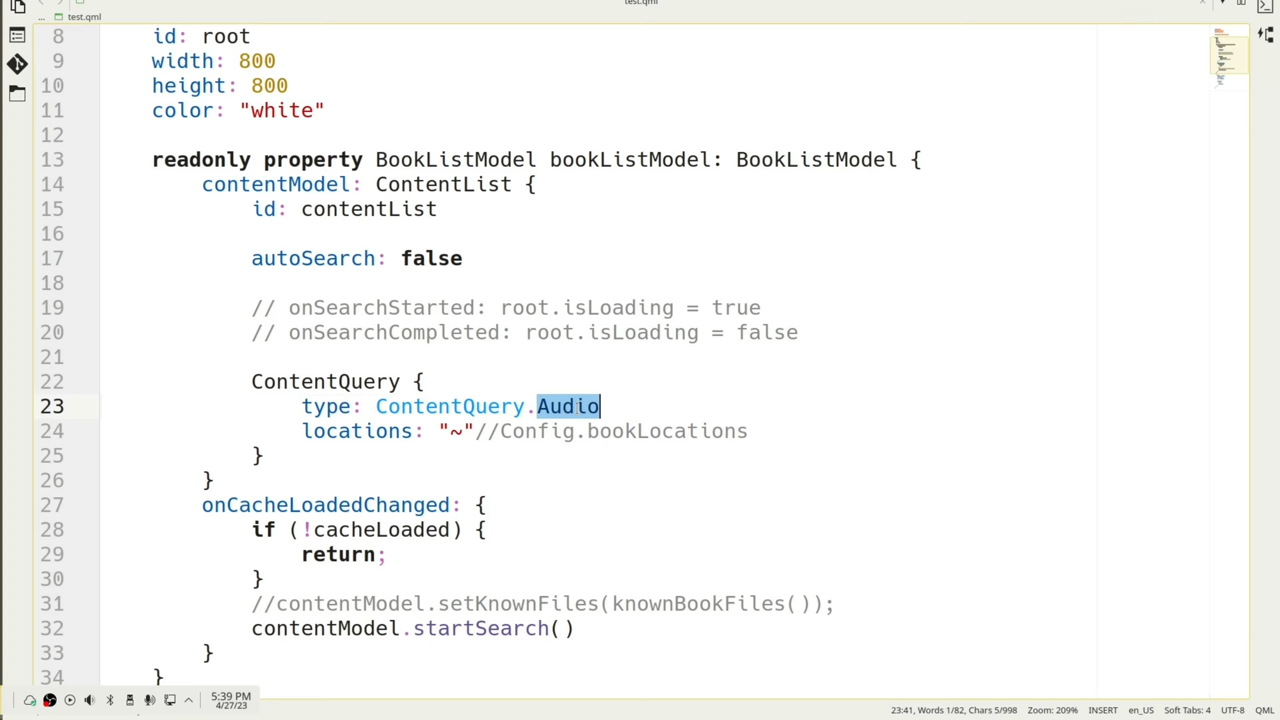 test.qml
... test.qml
8 id: root
9 width: 800
10 height: 800
11 color: "white"
12
13 readonly property BookListModel bookListModel: BookListModel {
14 contentModel: ContentList {
15 id: contentList
16
17 autoSearch: false
18
19 // onSearchStarted: root.isLoading = true
20 // onSearchCompleted: root.isLoading = false
21
22 ContentQuery {
23 type: ContentQuery.Audio
24 locations: "~"//Config.bookLocations
25 }
26 }
27 onCacheLoadedChanged: {
28 if (!cacheLoaded) {
29 return;
30 }
31 //contentModel.setKnownFiles(knownBookFiles());
32 contentModel.startSearch()
33 }
34 }
5:39 PM
4/27/23
23:41, Words 1/82, Chars 5/998 Zoom: 209% INSERT en_US Soft Tabs: 4 UTF-8 QML